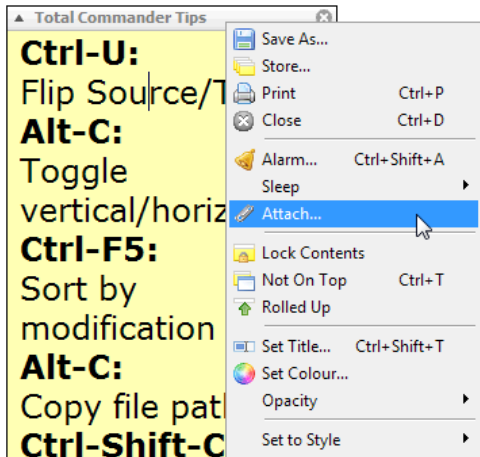 Total Commander Tips
Ctrl-U:
Flip Source/T
Alt-C:
Toggle
vertical/horiz
Ctrl-F5:
Sort by
modification
Alt-C:
Copy file pat
Ctrl-Shift-C
Save As...
Store...
Print Ctrl+P
Close Ctrl+D
Alarm... Ctrl+Shift+A
Sleep
Attach...
Lock Contents
Not On Top Ctrl+T
Rolled Up
Set Title... Ctrl+Shift+T
Set Colour...
Opacity
Set to Style